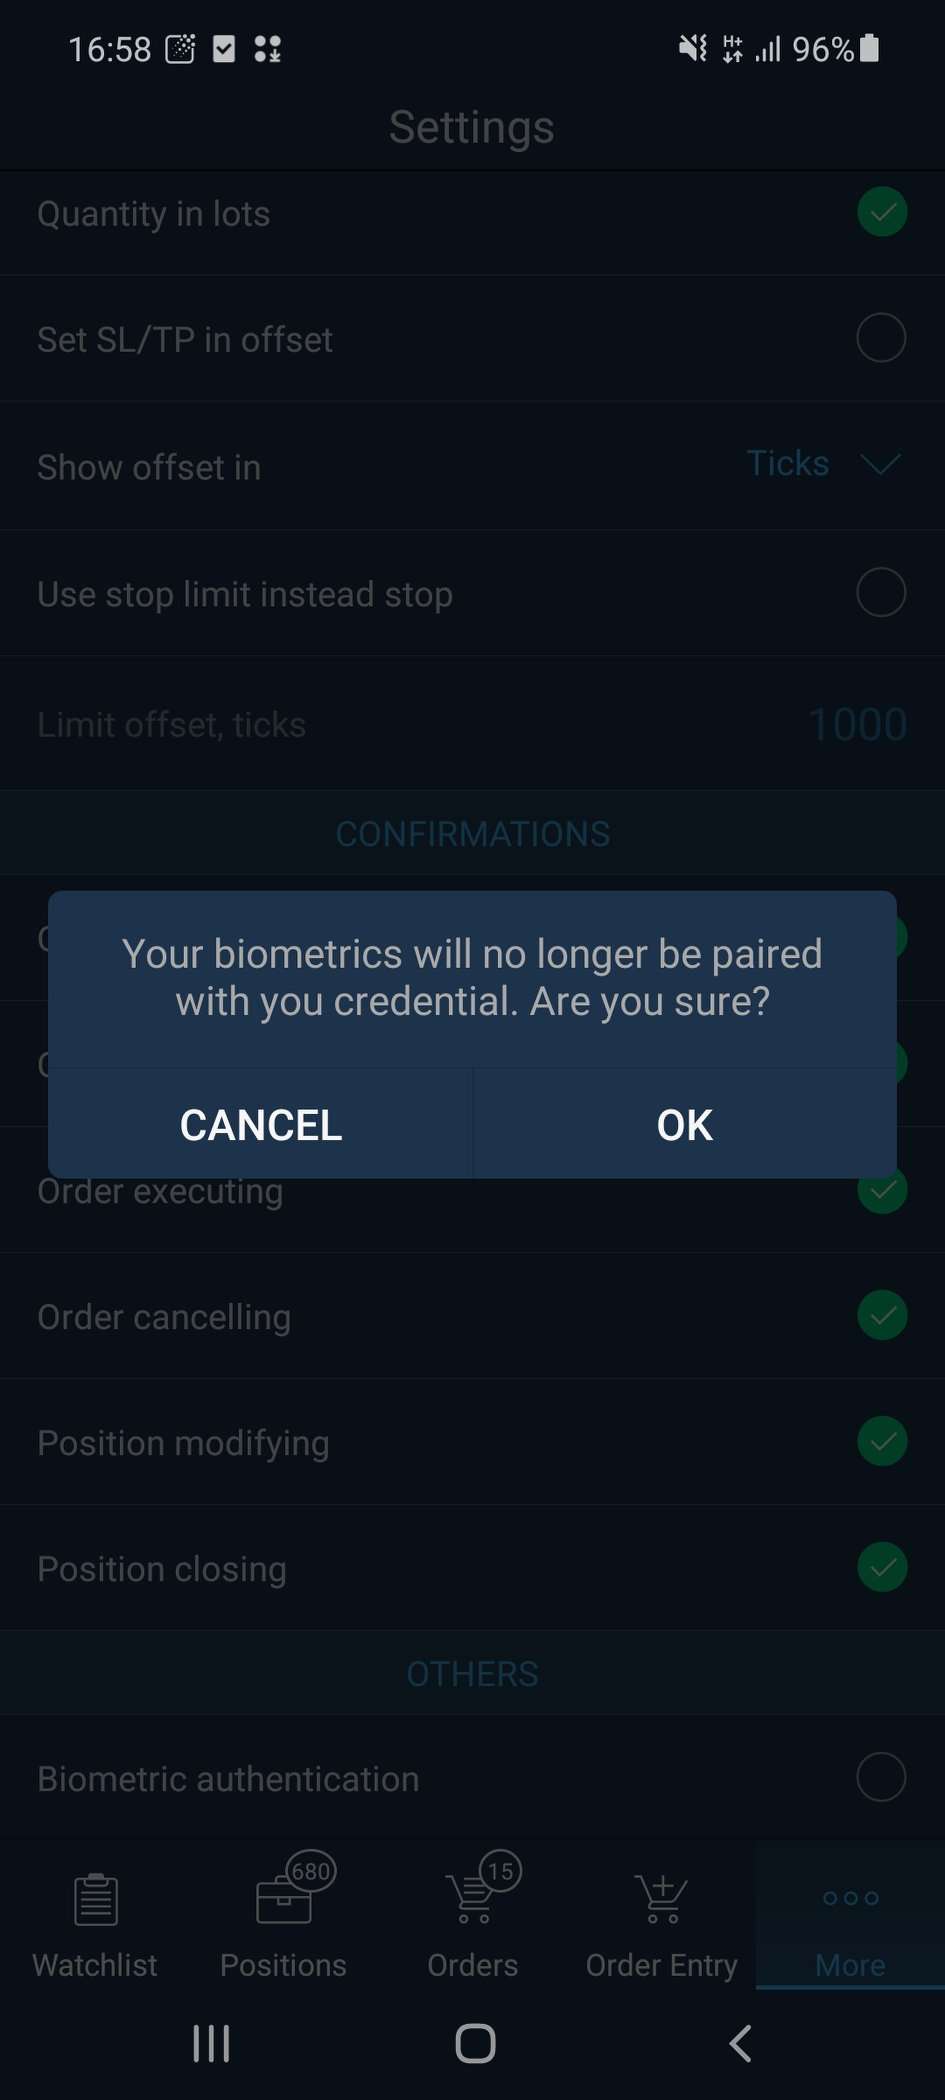 16:58
H+
96%
Settings
Quantity in lots
Set SL/TP in offset
Show offset in
Ticks
Use stop limit instead stop
Limit offset, ticks
1000
CONFIRMATIONS
Your biometrics will no longer be paired
with you credential. Are you sure?
CANCEL
OK
Order executing
Order cancelling
Position modifying
Position closing
OTHERS
Biometric authentication
680
15
Watchlist
Positions
Orders
Order Entry
More